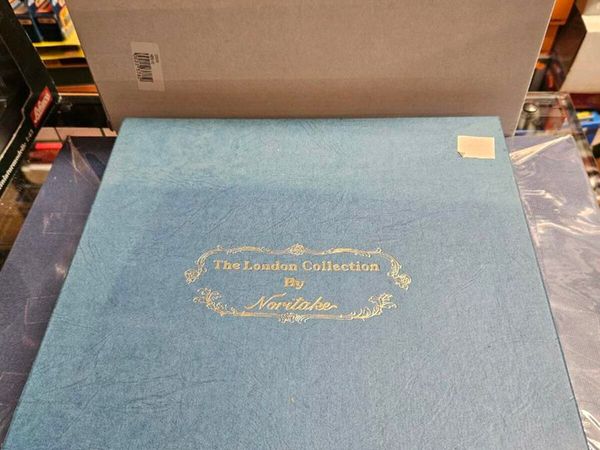 The London Collection
By
Noritake